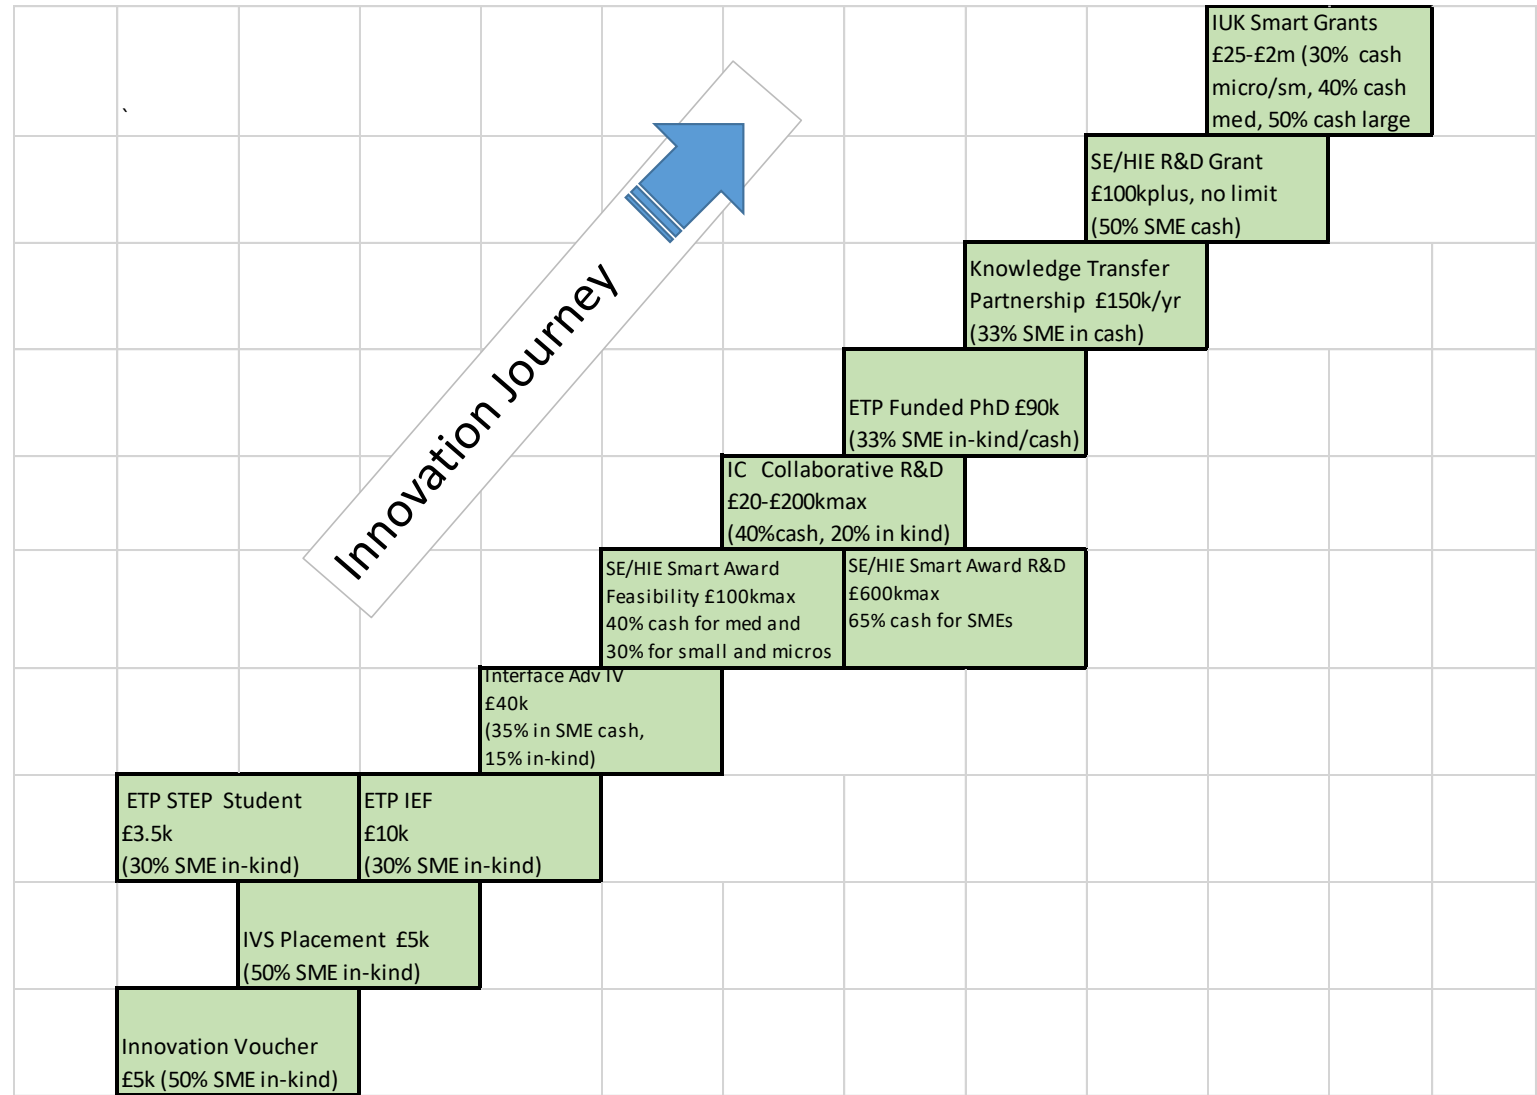 IUK Smart Grants
£25-£2m (30% cash
micro/sm, 40% cash
med, 50% cash large
`
SE/HIE R&D Grant
£100kplus, no limit
(50% SME cash)
Knowledge Transfer
Partnership £150k/yr
(33% SME in cash)
Innovation Journey
ETP Funded PhD £90k
(33% SME in-kind/cash)
IC Collaborative R&D
£20-£200kmax
(40%cash, 20% in kind)
SE/HIE Smart Award
Feasibility £100kmax
40% cash for med and
30% for small and micros
SE/HIE Smart Award R&D
£600kmax
65% cash for SMEs
Interface Adv IV
£40k
(35% in SME cash,
15% in-kind)
ETP STEP Student
£3.5k
(30% SME in-kind)
ETP IEF
£10k
(30% SME in-kind)
IVS Placement £5k
(50% SME in-kind)
Innovation Voucher
£5k (50% SME in-kind)